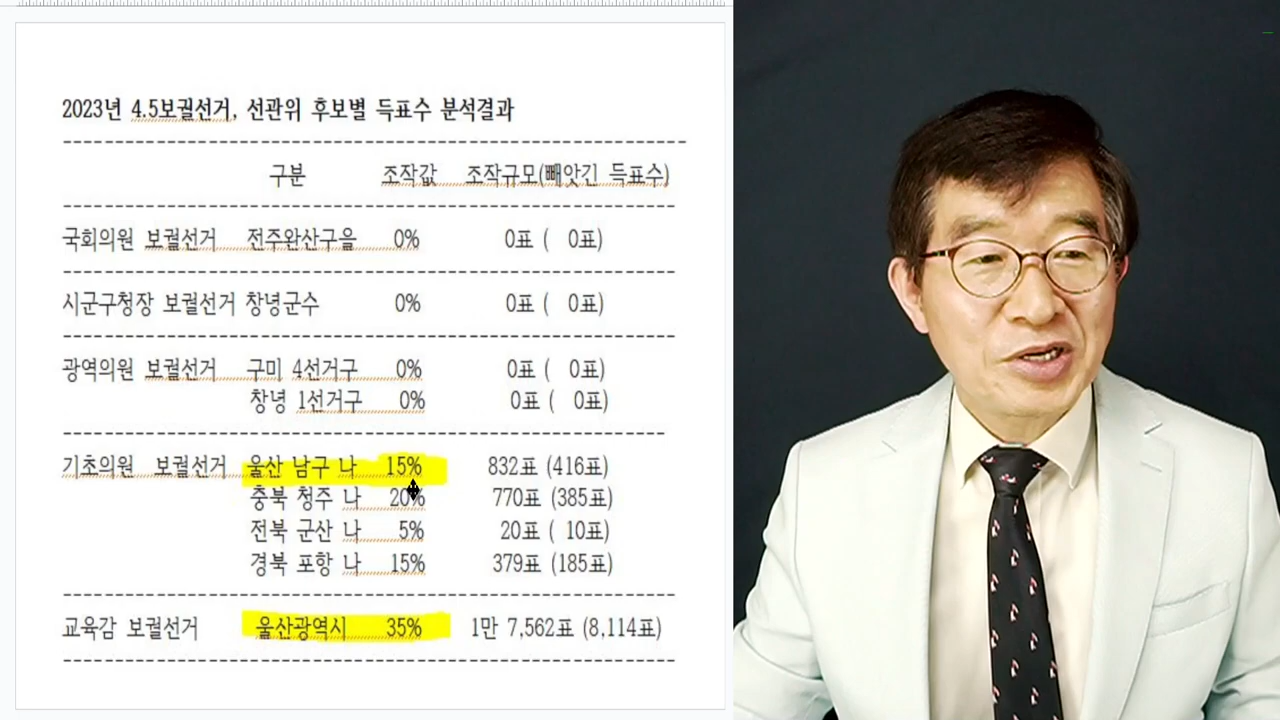 2023년 4.5보궐선거, 선관위 후보별 득표수 분석결과
구분 조작값 조작규모(빼앗긴 득표수)
국회의원 보궐선거 전주완산구을 0% 0표 ( 0표)
시군구청장 보궐선거 창녕군수 0% 0표 ( 0표)
광역의원 보궐선거 구미 4선거구 0% 0표 ( 0표)
창녕 1선거구 0% 0표 ( 0표)
기초의원 보궐선거 울산 남구 나 15% 832표 (416표)
충북 청주 나 20% 770표 (385표)
전북 군산 나 5% 20표 ( 10표)
경북 포항 나 15% 379표 (185표)
교육감 보궐선거 울산광역시 35% 1만 7,562표 (8,114표)